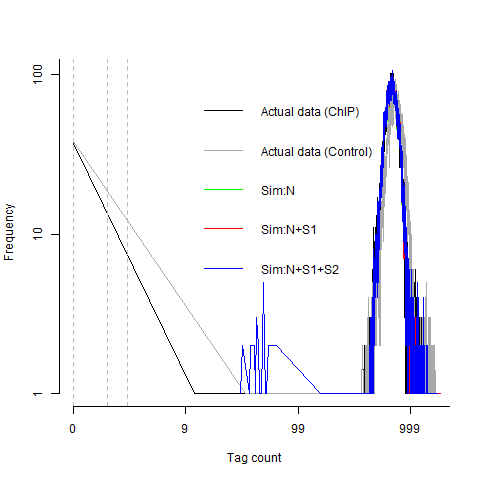 100
Actual data (ChIP)
Actual data (Control)
Sim:N
Sim:N+S1
10
Sim:N+S1+S2
1
Frequency
0 9 99 999
Tag count